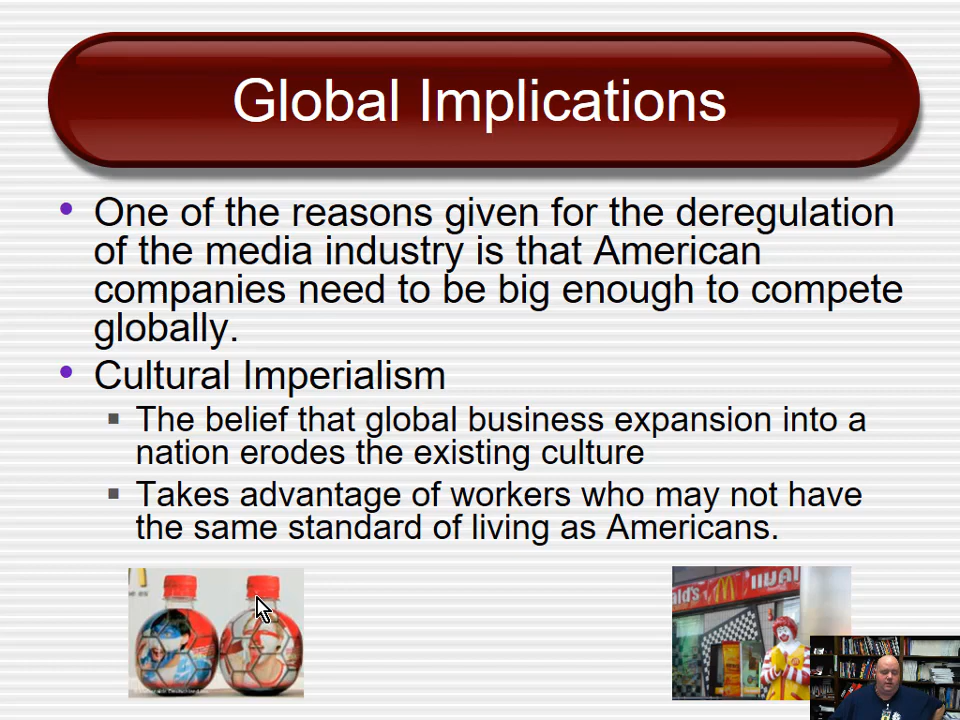 Global Implications
One of the reasons given for the deregulation
of the media industry is that American
companies need to be big enough to compete
globally.
Cultural Imperialism
The belief that global business expansion into a
nation erodes the existing culture
Takes advantage of workers who may not have
the same standard of living as Americans.